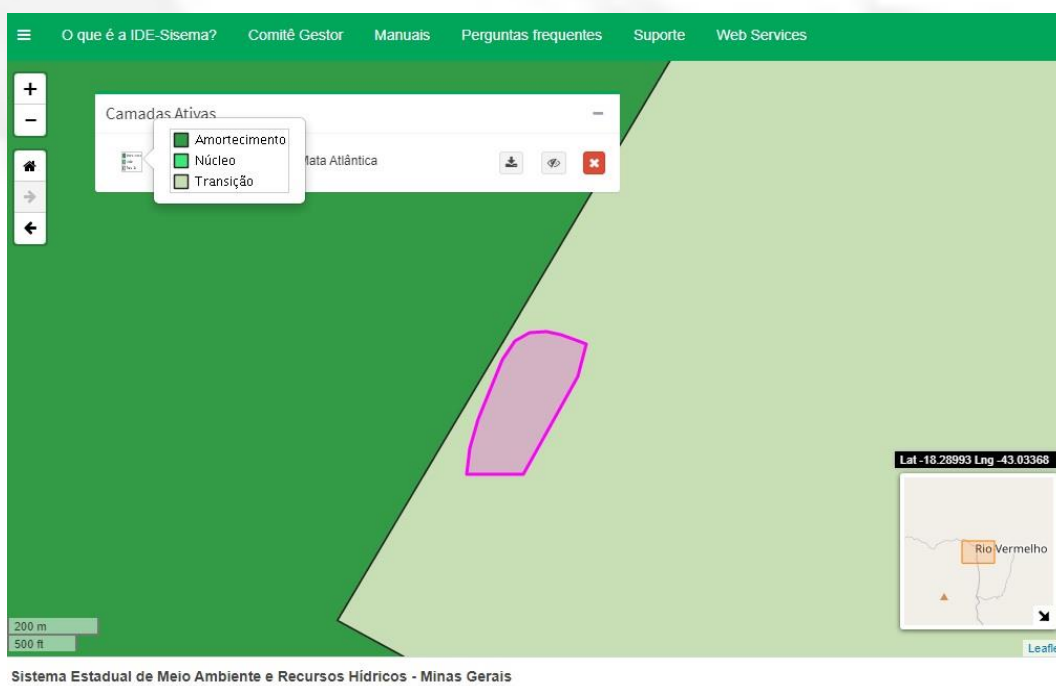 O que é a IDE-Sisema? Comitê Gestor Manuais Perguntas frequentes Suporte Web Services
+
−
Camadas Ativas
Amortecimento
Núcleo
Transição
Mata Atlântica
Lat -18.28993 Lng -43.03368
Rio Vermelho
200 m
500 ft
Sistema Estadual de Meio Ambiente e Recursos Hídricos - Minas Gerais